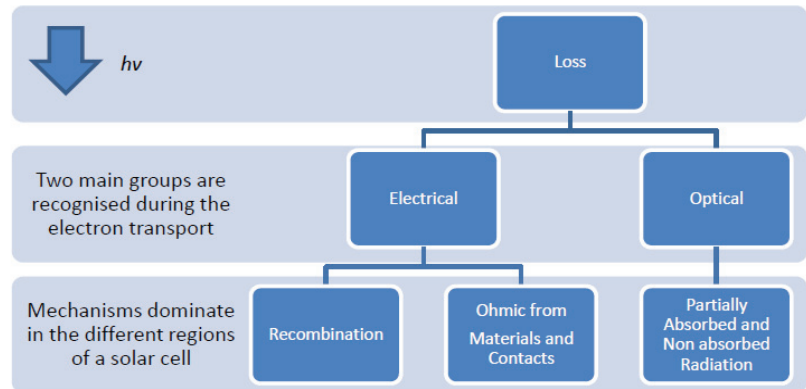 hv
Loss
Two main groups are
recognised during the
electron transport
Electrical
Optical
Mechanisms dominate
in the different regions
of a solar cell
Recombination
Ohmic from
Materials and
Contacts
Partially
Absorbed and
Non absorbed
Radiation